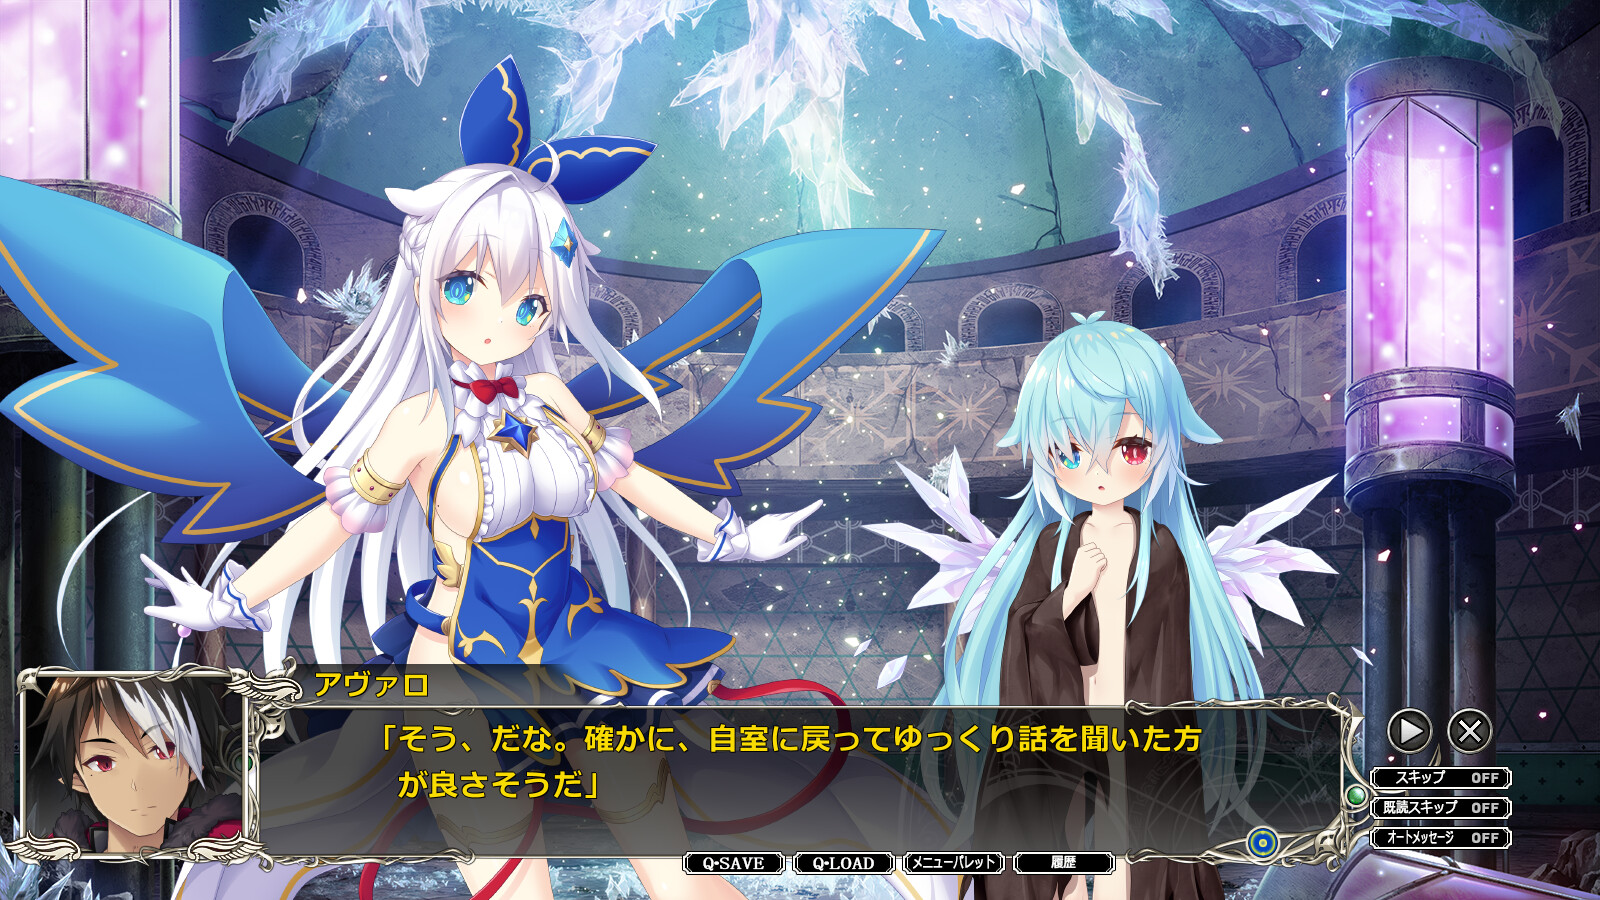 アヴァロ
「そう、だな。確かに、自室に戻ってゆっくり話を聞いた方
が良さそうだ」
スキップ OFF
既読スキップ OFF
オートメッセージ OFF
Q・SAVE
Q・LOAD
メニューパレット
履歴